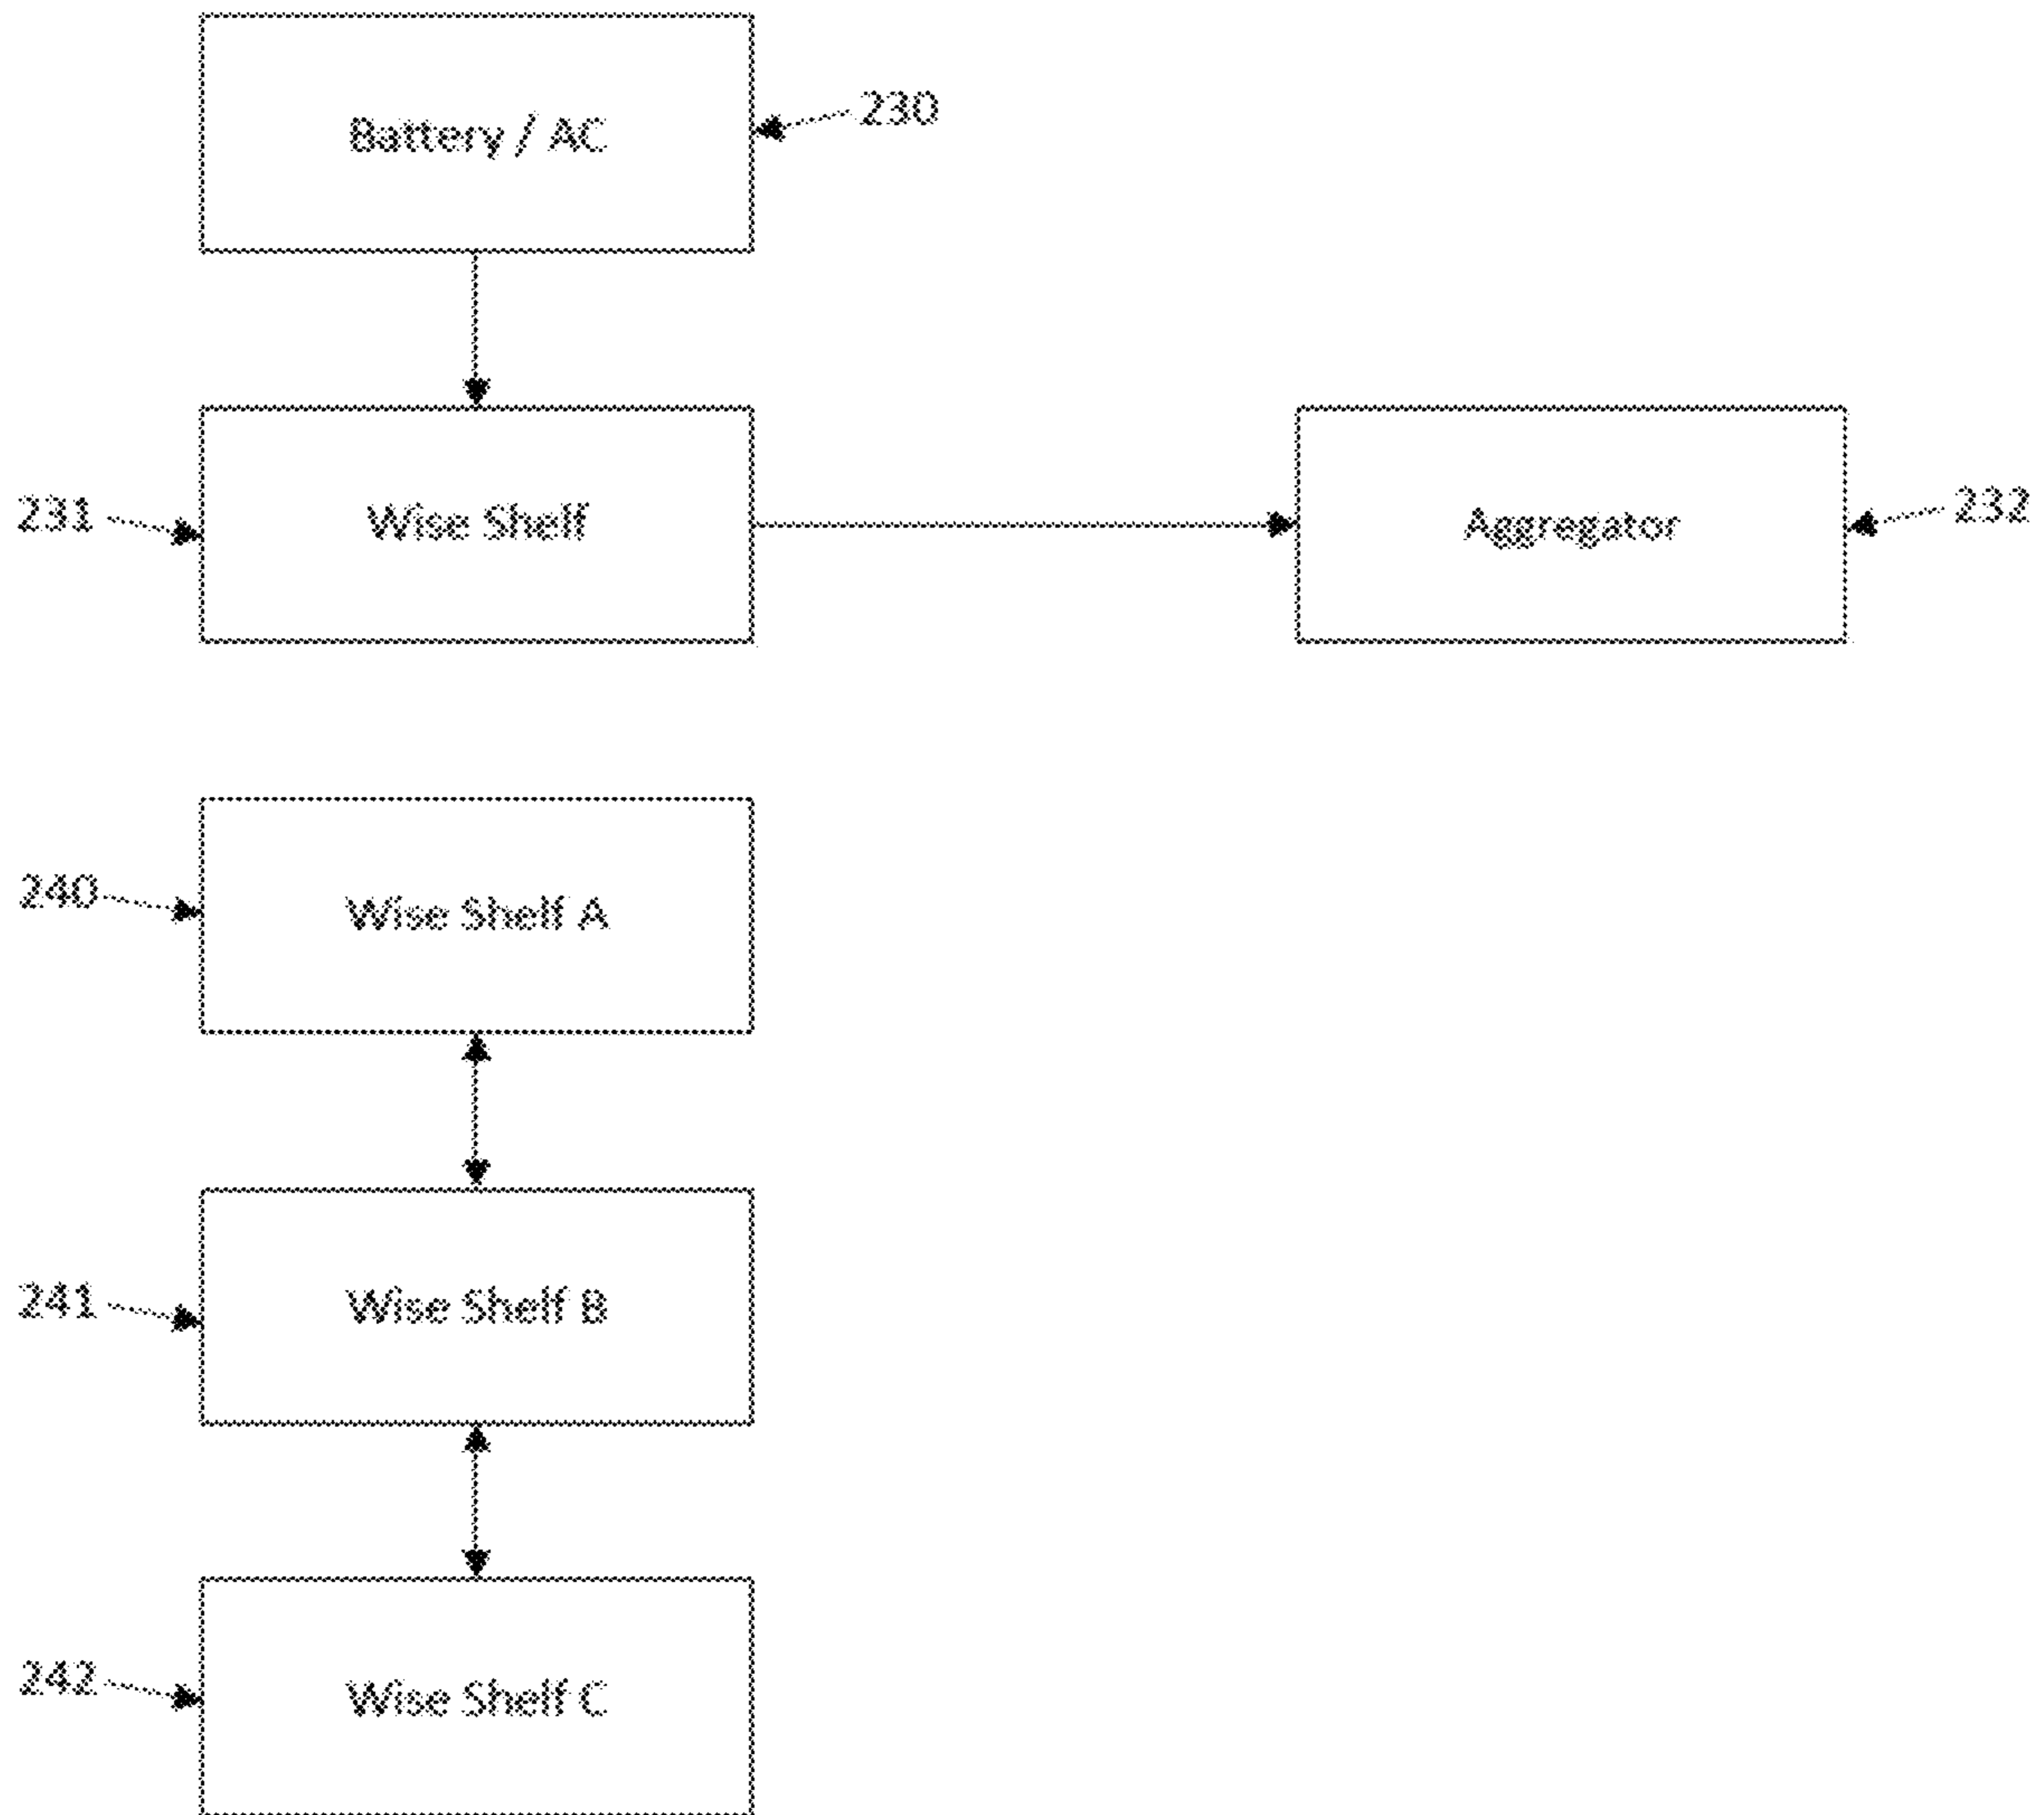 Battery / AC
230
231
Wise Shelf
Aggregator
232
240
Wise Shelf A
241
Wise Shelf B
242
Wise Shelf C